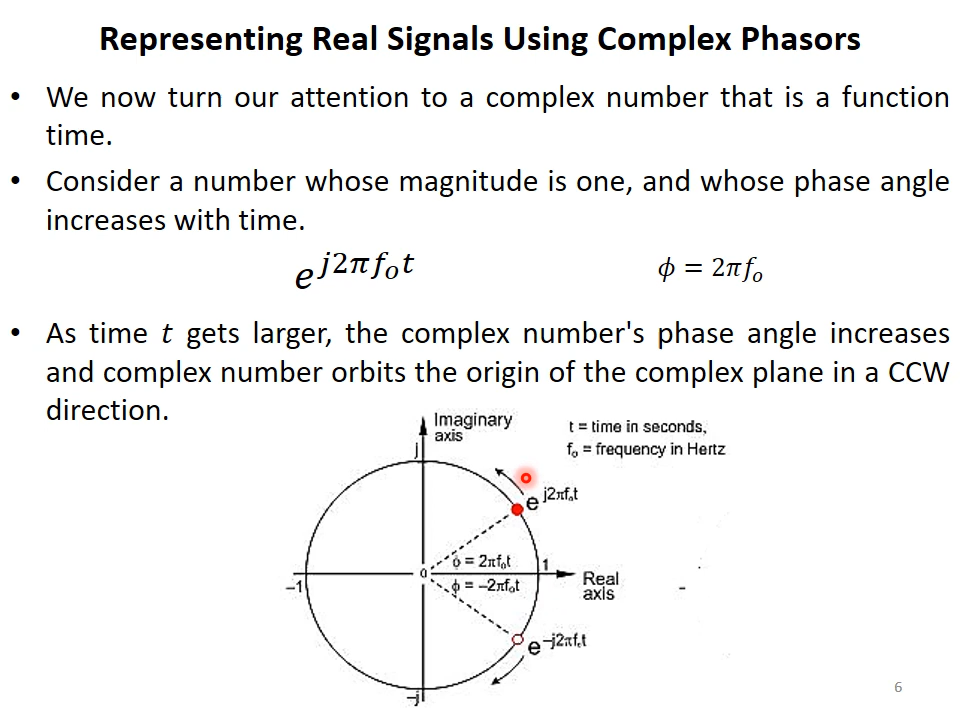 Representing Real Signals Using Complex Phasors
• We now turn our attention to a complex number that is a function
time.
• Consider a number whose magnitude is one, and whose phase angle
increases with time.
e^{j2πf_o t} ϕ = 2πf_o
• As time t gets larger, the complex number's phase angle increases
and complex number orbits the origin of the complex plane in a CCW
direction.
Imaginary
axis
t = time in seconds,
f_o = frequency in Hertz
j
e^{j2πf_o t}
ϕ = 2πf_o t
1
0
-1
Real
axis
ϕ = -2πf_o t
e^{-j2πf_o t}
-j
6